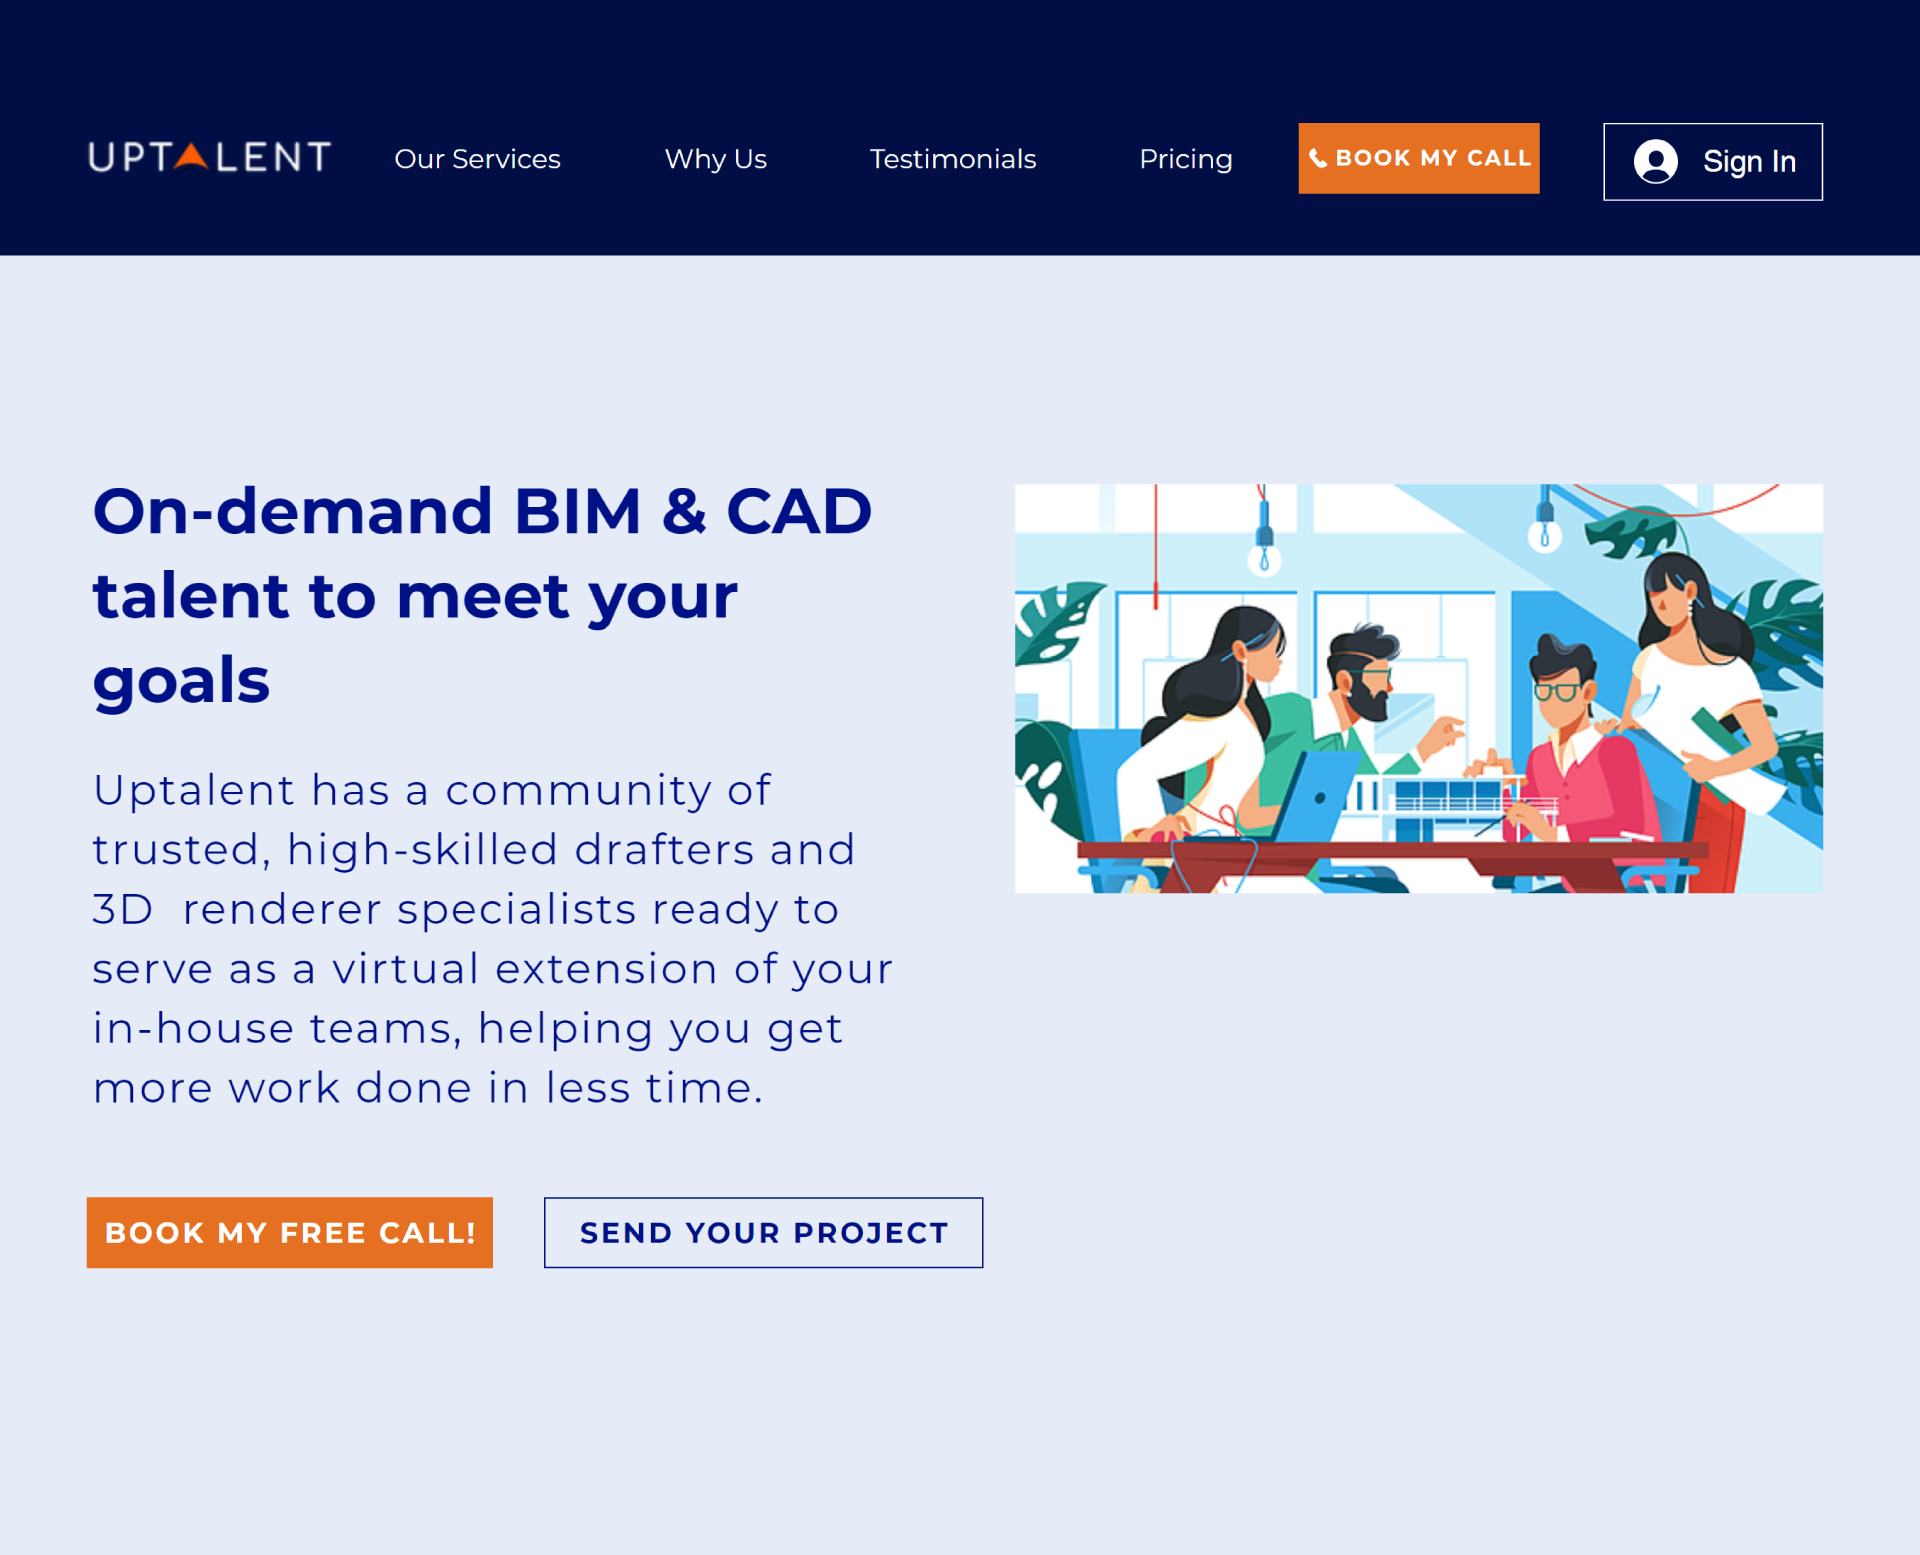 UPTALENT
Our Services
Why Us
Testimonials
Pricing
BOOK MY CALL
Sign In
On-demand BIM & CAD
talent to meet your
goals
Uptalent has a community of
trusted, high-skilled drafters and
3D  renderer specialists ready to
serve as a virtual extension of your
in-house teams, helping you get
more work done in less time.
BOOK MY FREE CALL!
SEND YOUR PROJECT